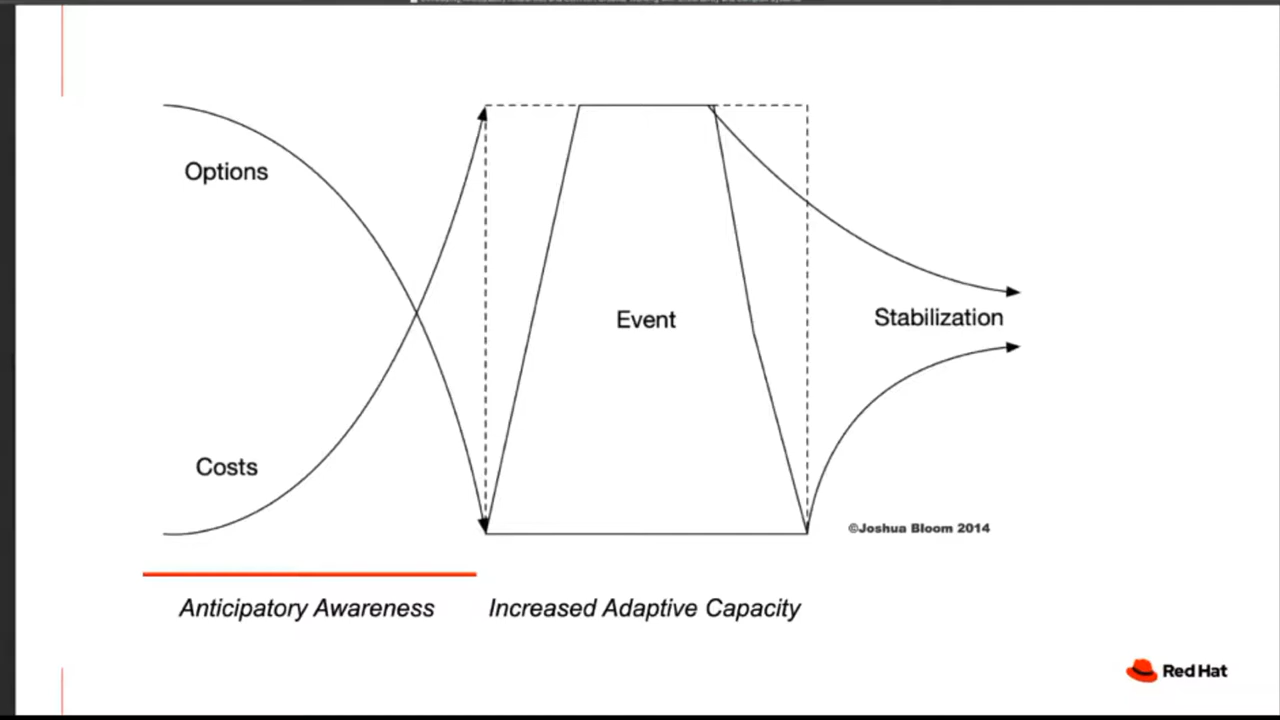 Options
Costs
Event
Stabilization
©Joshua Bloom 2014
Anticipatory Awareness
Increased Adaptive Capacity
Red Hat